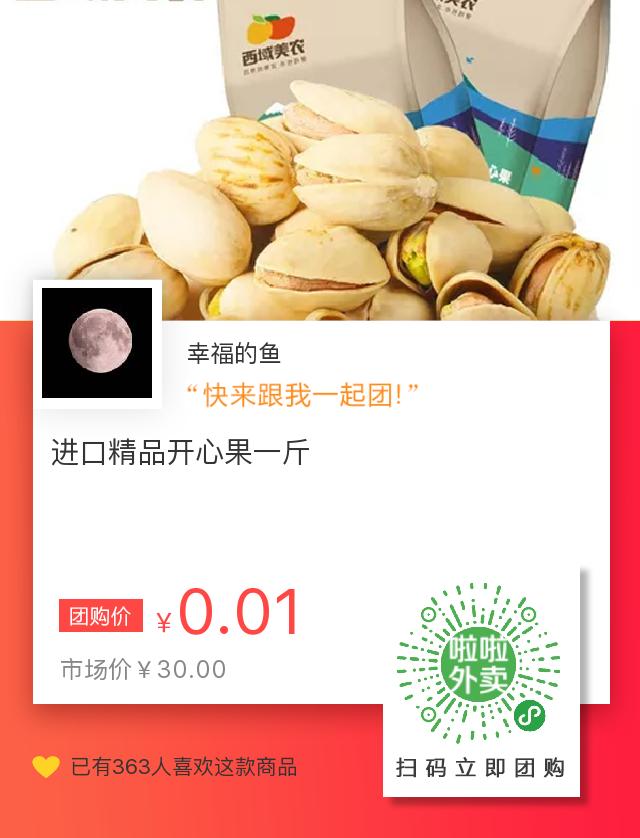 西域美农
心果
幸福的鱼
“快来跟我一起团!”
进口精品开心果一斤
团购价 ¥0.01
市场价¥30.00
啦啦
外卖
已有363人喜欢这款商品
扫码立即团购